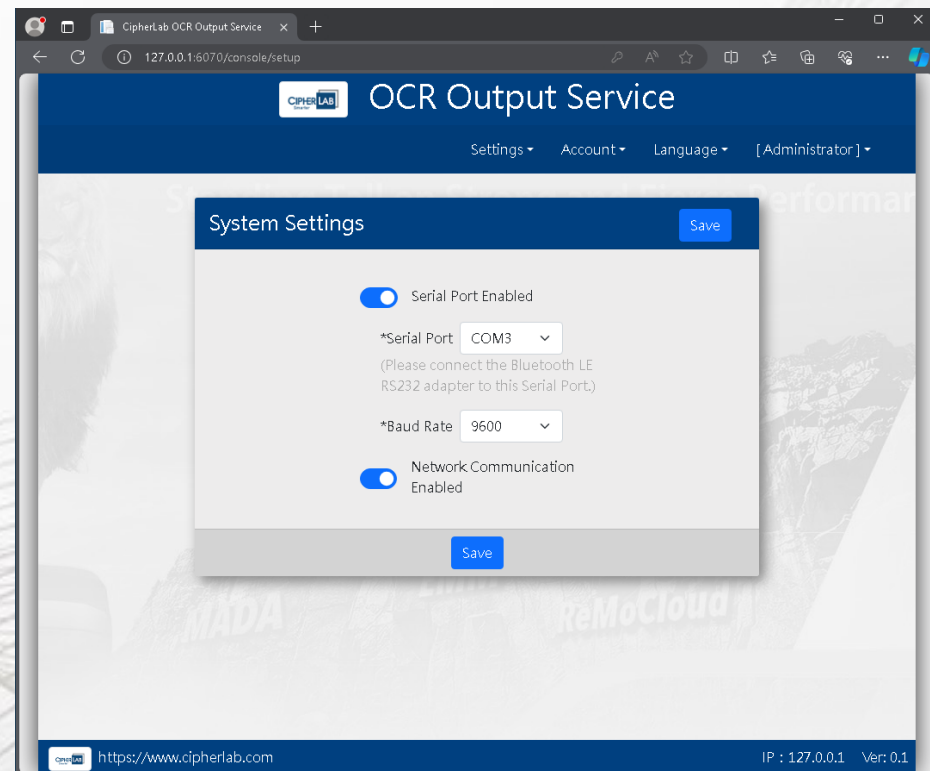 CipherLab OCR Output Service
127.0.0.1:6070/console/setup
CIPHERLAB
OCR Output Service
Settings
Account
Language
[Administrator]
System Settings
Save
Serial Port Enabled
*Serial Port COM3
(Please connect the Bluetooth LE
RS232 adapter to this Serial Port.)
*Baud Rate 9600
Network Communication
Enabled
Save
MADA
ReMoCloud
https://www.cipherlab.com
IP : 127.0.0.1 Ver: 0.1